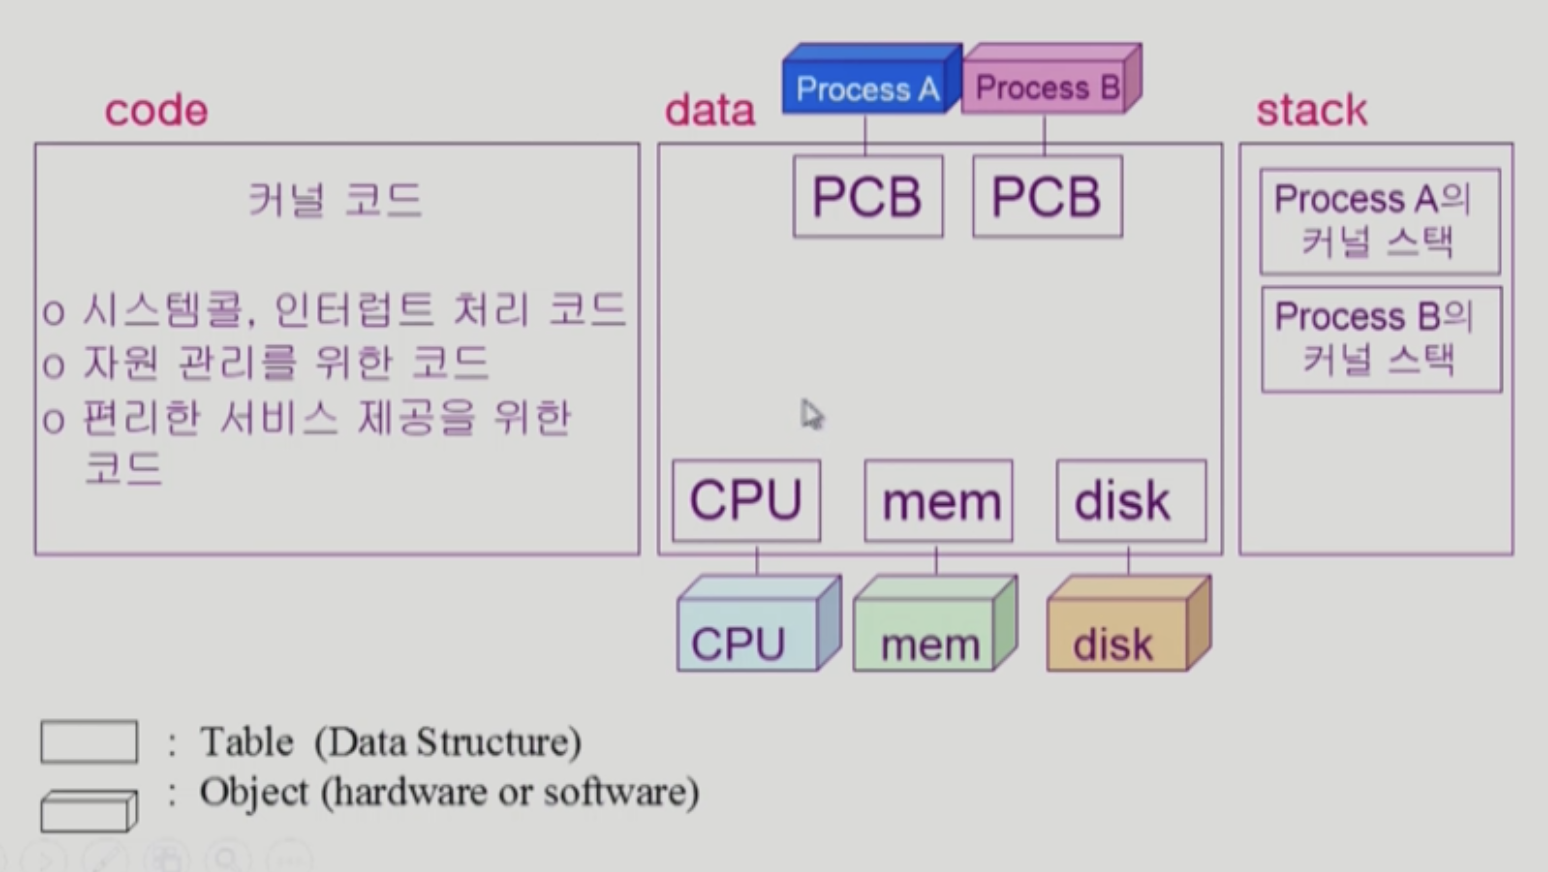 code
커널 코드
o 시스템콜, 인터럽트 처리 코드
o 자원 관리를 위한 코드
o 편리한 서비스 제공을 위한
코드
data
Process A
Process B
PCB
PCB
CPU
mem
disk
CPU
mem
disk
stack
Process A의
커널 스택
Process B의
커널 스택
: Table (Data Structure)
: Object (hardware or software)